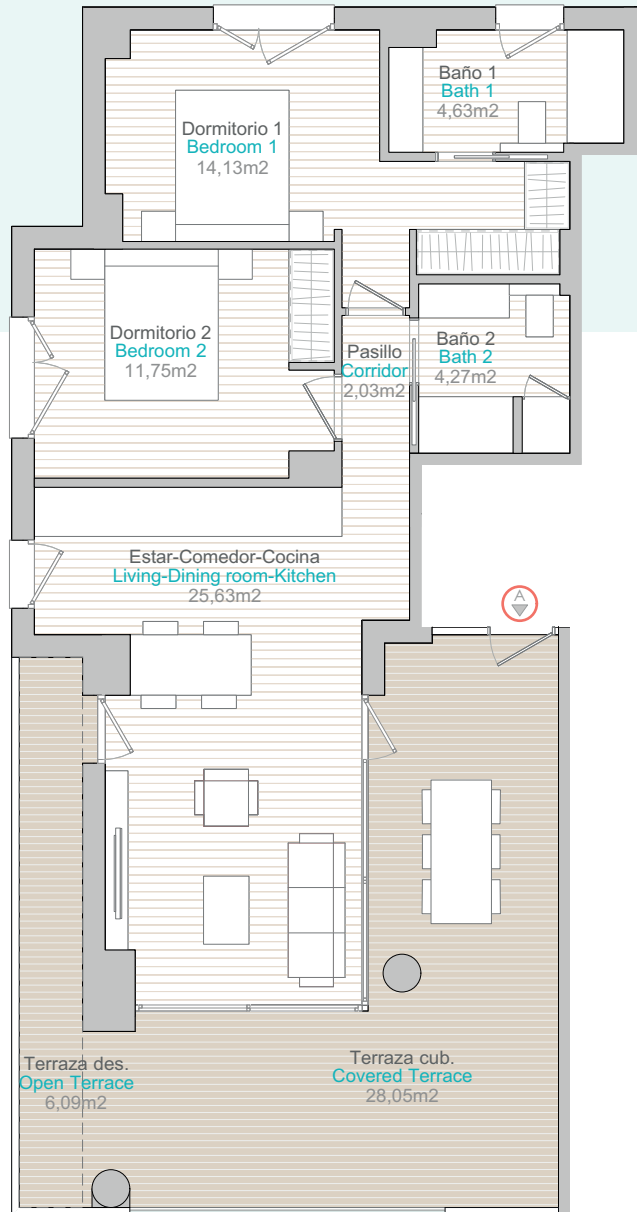 Baño 1
Bath 1
4,63m2
Dormitorio 1
Bedroom 1
14,13m2
Dormitorio 2
Bedroom 2
11,75m2
Pasillo
Corridor
2,03m2
Baño 2
Bath 2
4,27m2
Estar-Comedor-Cocina
Living-Dining room-Kitchen
25,63m2
A
Terraza des.
Open Terrace
6,09m2
Terraza cub.
Covered Terrace
28,05m2